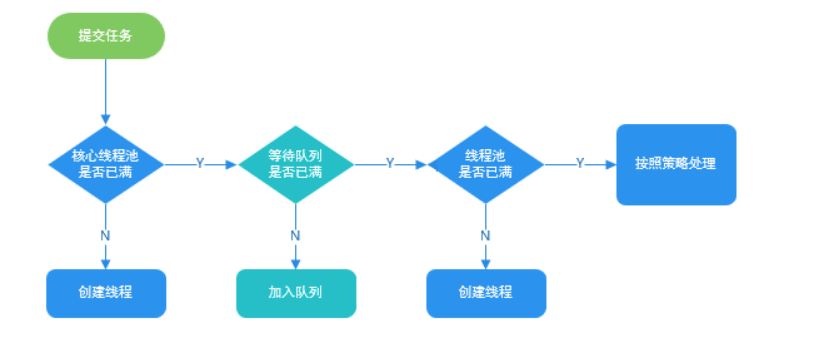 提交任务
核心线程池
是否已满
Y
等待队列
是否已满
Y
线程池
是否已满
Y
按照策略处理
N
N
N
创建线程
加入队列
创建线程